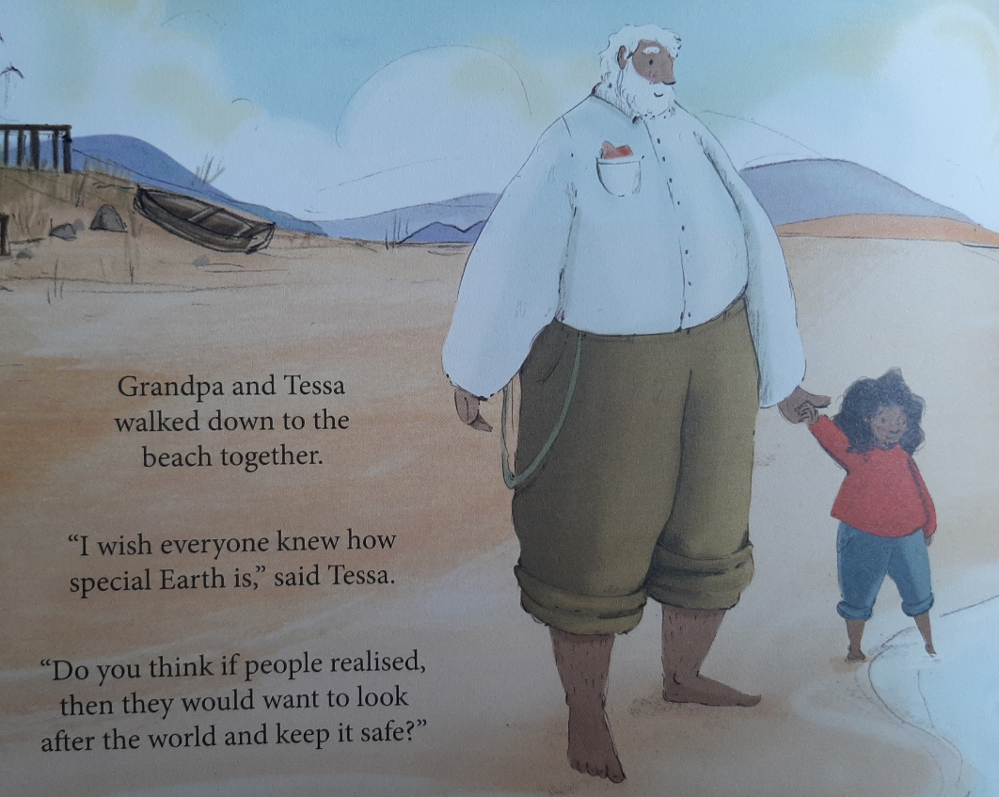 Grandpa and Tessa
walked down to the
beach together.
“I wish everyone knew how
special Earth is,” said Tessa.
“Do you think if people realised,
then they would want to look
after the world and keep it safe?”